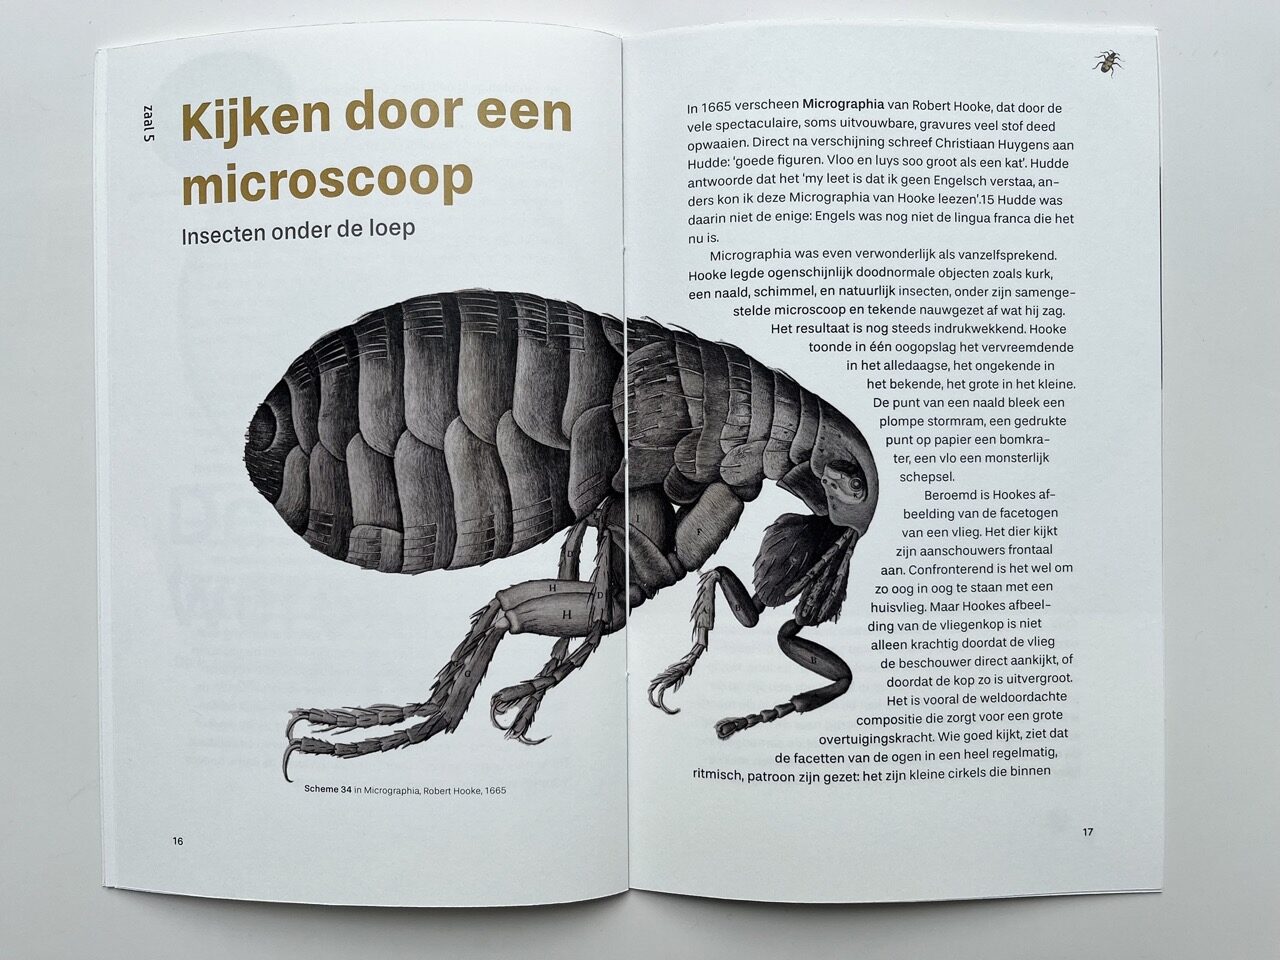 zaal 5
Kijken door een
microscoop
Insecten onder de loep
H
D
D
H
G
I
A
B
B
Scheme 34 in Micrographia, Robert Hooke, 1665
16
In 1665 verscheen Micrographia van Robert Hooke, dat door de
vele spectaculaire, soms uitvouwbare, gravures veel stof deed
opwaaien. Direct na verschijning schreef Christiaan Huygens aan
Hudde: ‘goede figuren. Vloo en luys soo groot als een kat’. Hudde
antwoorde dat het ‘my leet is dat ik geen Engelsch verstaa, an-
ders kon ik deze Micrographia van Hooke leezen’.15 Hudde was
daarin niet de enige: Engels was nog niet de lingua franca die het
nu is.
Micrographia was even verwonderlijk als vanzelfsprekend.
Hooke legde ogenschijnlijk doodnormale objecten zoals kurk,
een naald, schimmel, en natuurlijk insecten, onder zijn samenge-
stelde microscoop en tekende nauwgezet af wat hij zag.
Het resultaat is nog steeds indrukwekkend. Hooke
toonde in één oogopslag het vervreemdende
in het alledaagse, het ongekende in
het bekende, het grote in het kleine.
De punt van een naald bleek een
plompe stormram, een gedrukte
punt op papier een bomkra-
ter, een vlo een monsterlijk
schepsel.
Beroemd is Hookes af-
beelding van de facetogen
van een vlieg. Het dier kijkt
zijn aanschouwers frontaal
aan. Confronterend is het wel om
zo oog in oog te staan met een
huisvlieg. Maar Hookes afbeel-
ding van de vliegenkop is niet
alleen krachtig doordat de vlieg
de beschouwer direct aankijkt, of
doordat de kop zo is uitvergroot.
Het is vooral de weldoordachte
compositie die zorgt voor een grote
overtuigingskracht. Wie goed kijkt, ziet dat
de facetten van de ogen in een heel regelmatig,
ritmisch, patroon zijn gezet: het zijn kleine cirkels die binnen
17